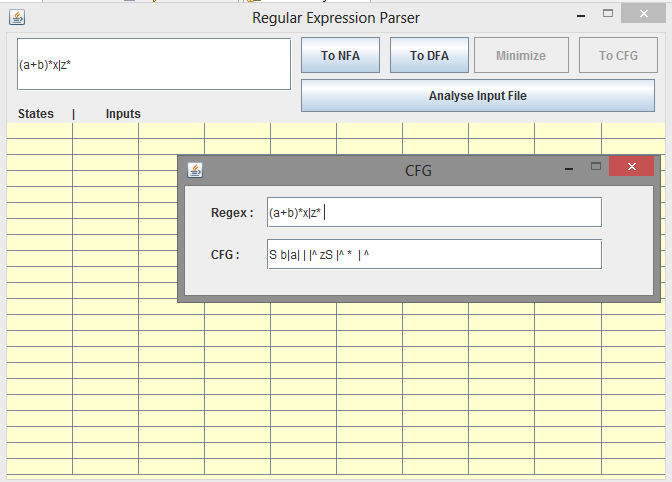 Regular Expression Parser
(a+b)*x|z*
To NFA To DFA Minimize To CFG
Analyse Input File
States | Inputs
CFG
Regex : (a+b)*x|z*
CFG : S b|a| | |^ zS |^ * | ^